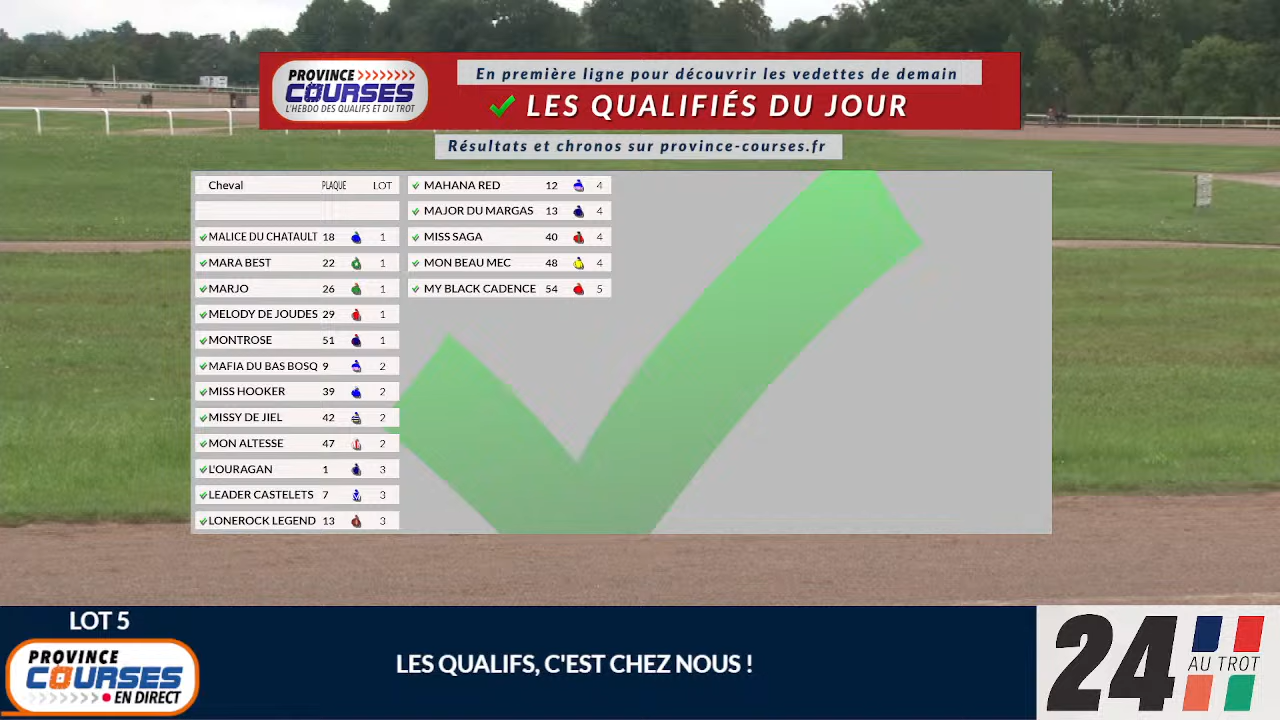 PROVINCE >>>>>>>>
COURSES
L'HEBDO DES QUALIFS ET DU TROT
En première ligne pour découvrir les vedettes de demain
LES QUALIFIÉS DU JOUR
Résultats et chronos sur province-courses.fr
Cheval PLAQUE LOT
MALICE DU CHATAULT 18 1
MARA BEST 22 1
MARJO 26 1
MELODY DE JOUDES 29 1
MONTROSE 51 1
MAFIA DU BAS BOSQ 9 2
MISS HOOKER 39 2
MISSY DE JIEL 42 2
MON ALTESSE 47 2
L'OURAGAN 1 3
LEADER CASTELETS 7 3
LONEROCK LEGEND 13 3
MAHANA RED 12 4
MAJOR DU MARGAS 13 4
MISS SAGA 40 4
MON BEAU MEC 48 4
MY BLACK CADENCE 54 5
LOT 5
PROVINCE
COURSES
>>>>>>> EN DIRECT
LES QUALIFS, C'EST CHEZ NOUS !
24
AU TROT